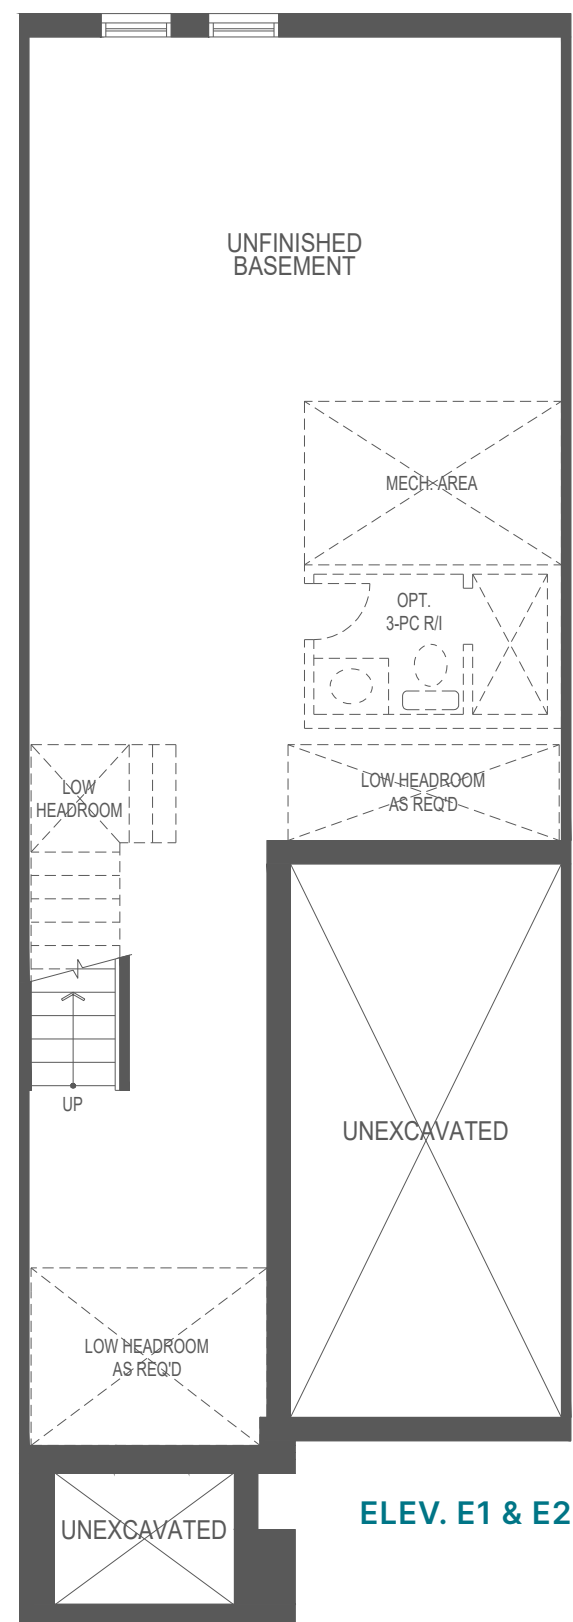 UNFINISHED
BASEMENT
MECH. AREA
OPT.
3-PC R/I
LOW
HEADROOM
LOW HEADROOM
AS REQ'D
UP
UNEXCAVATED
LOW HEADROOM
AS REQ'D
UNEXCAVATED
ELEV. E1 & E2